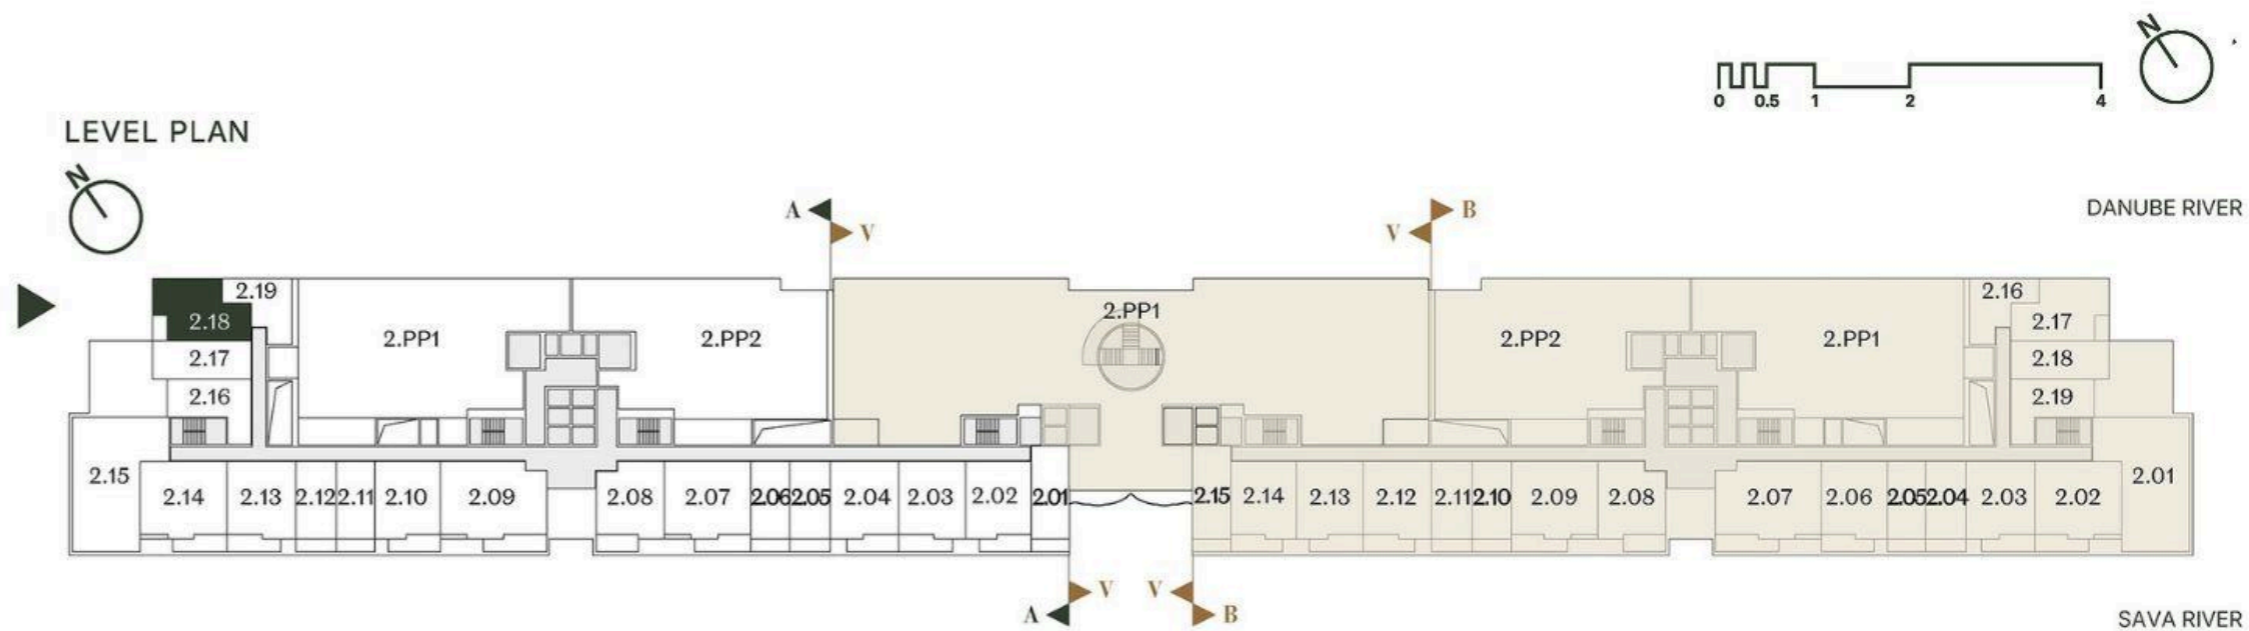 N
0 0.5 1 2 4
LEVEL PLAN
N
DANUBE RIVER
A V
V B
2.19 2.18 2.17 2.16 2.15
2.PP1 2.PP2 2.PP1 2.PP2 2.PP1
2.16 2.17 2.18 2.19 2.01
2.14 2.13 2.12 2.11 2.10 2.09 2.08 2.07 2.06 2.05 2.04 2.03 2.02 2.01
2.15 2.14 2.13 2.12 2.11 2.10 2.09 2.08 2.07 2.06 2.05 2.04 2.03 2.02
A V
V B
SAVA RIVER